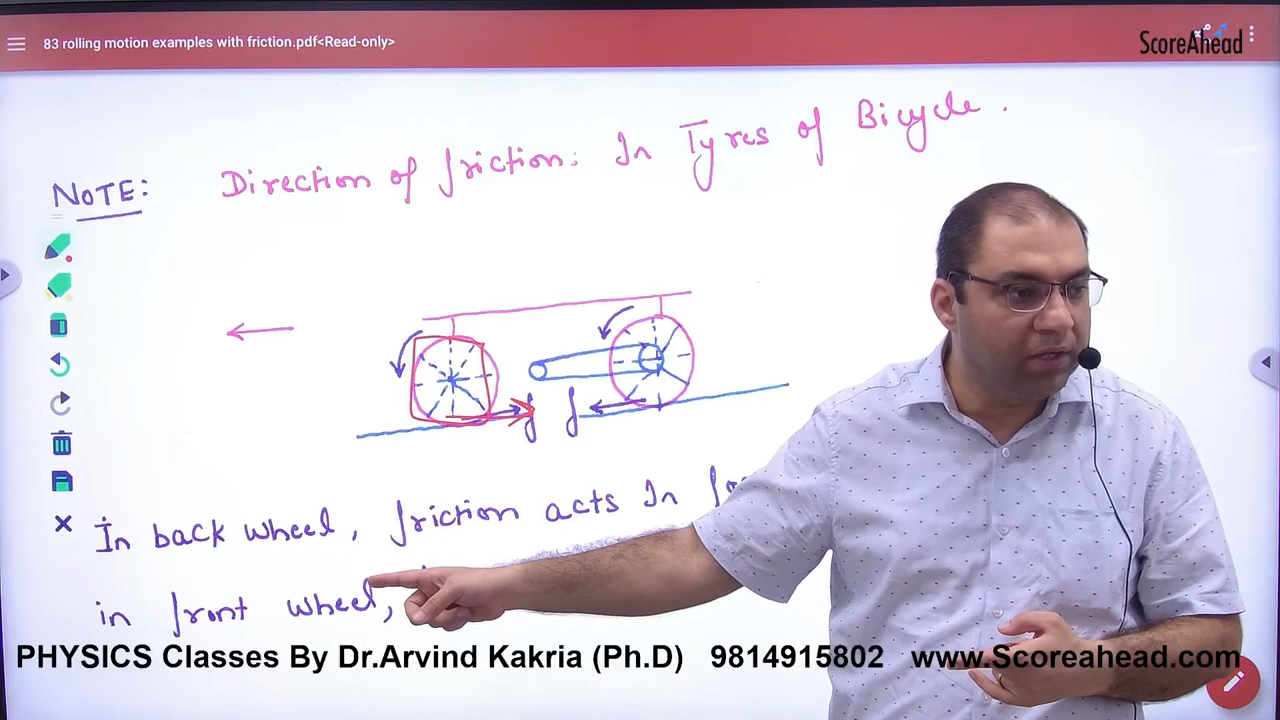 83 rolling motion examples with friction.pdf<Read-only>
ScoreAhead
NOTE: Direction of friction: In Tyres of Bicycle.
f f
In back wheel, friction acts In
in front wheel,
PHYSICS Classes By Dr.Arvind Kakria (Ph.D) 9814915802 www.Scoreahead.com